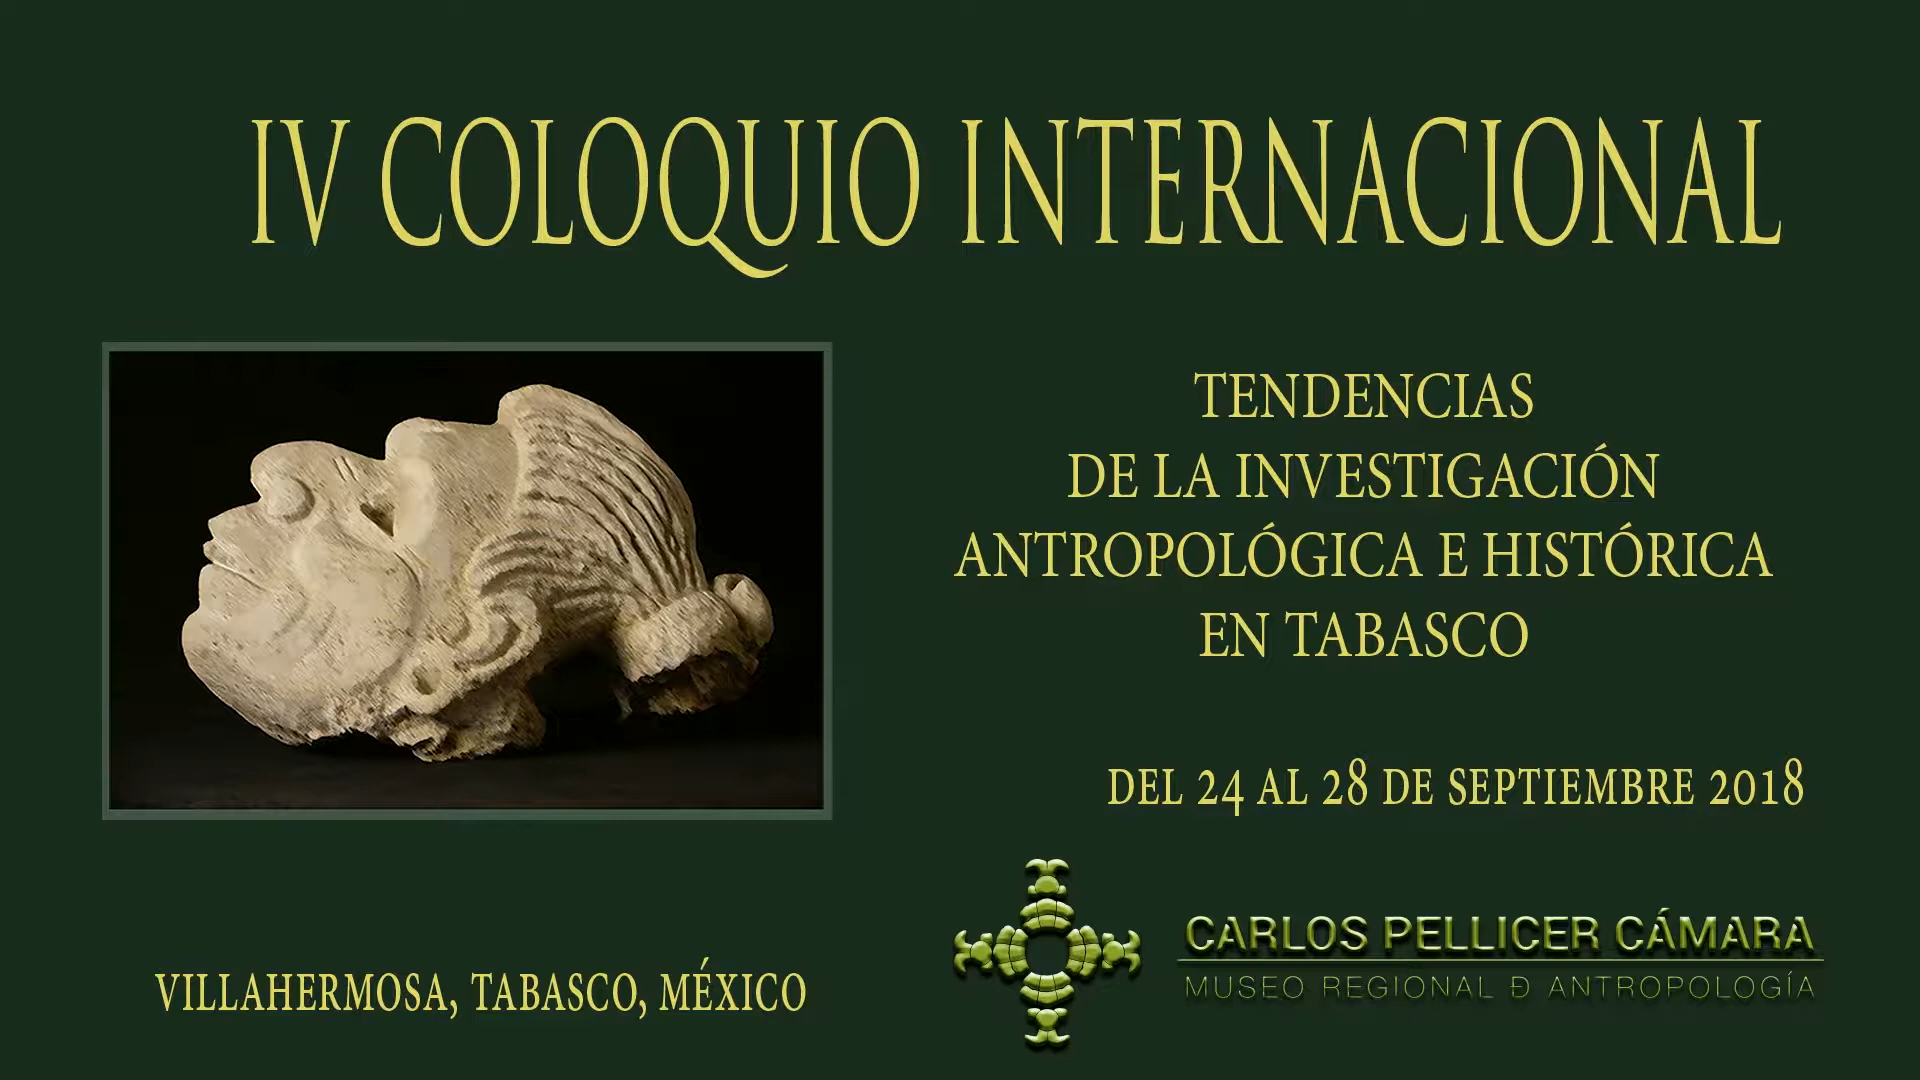 IV COLOQUIO INTERNACIONAL
TENDENCIAS
DE LA INVESTIGACIÓN
ANTROPOLÓGICA E HISTÓRICA
EN TABASCO
DEL 24 AL 28 DE SEPTIEMBRE 2018
CARLOS PELLICER CÁMARA
MUSEO REGIONAL Đ ANTROPOLOGÍA
VILLAHERMOSA, TABASCO, MÉXICO